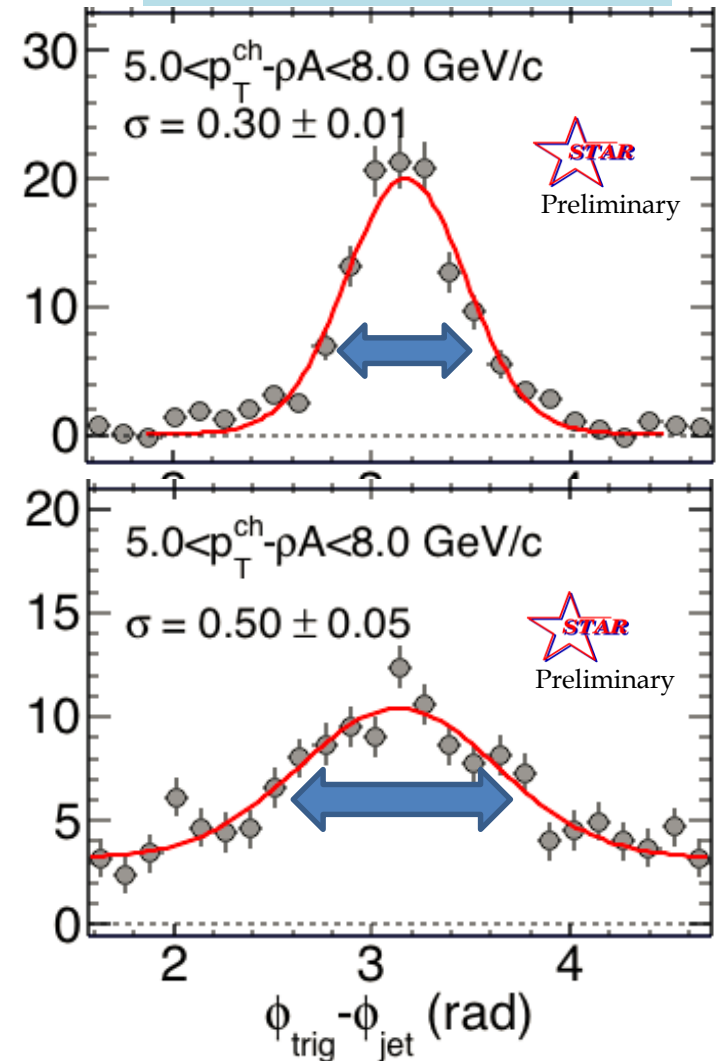 30
20
10
0
5.0<p_T^ch-ρA<8.0 GeV/c
σ = 0.30 ± 0.01
STAR
Preliminary
20
15
10
5
0
5.0<p_T^ch-ρA<8.0 GeV/c
σ = 0.50 ± 0.05
STAR
Preliminary
2 3 4
ϕ_trig-ϕ_jet (rad)